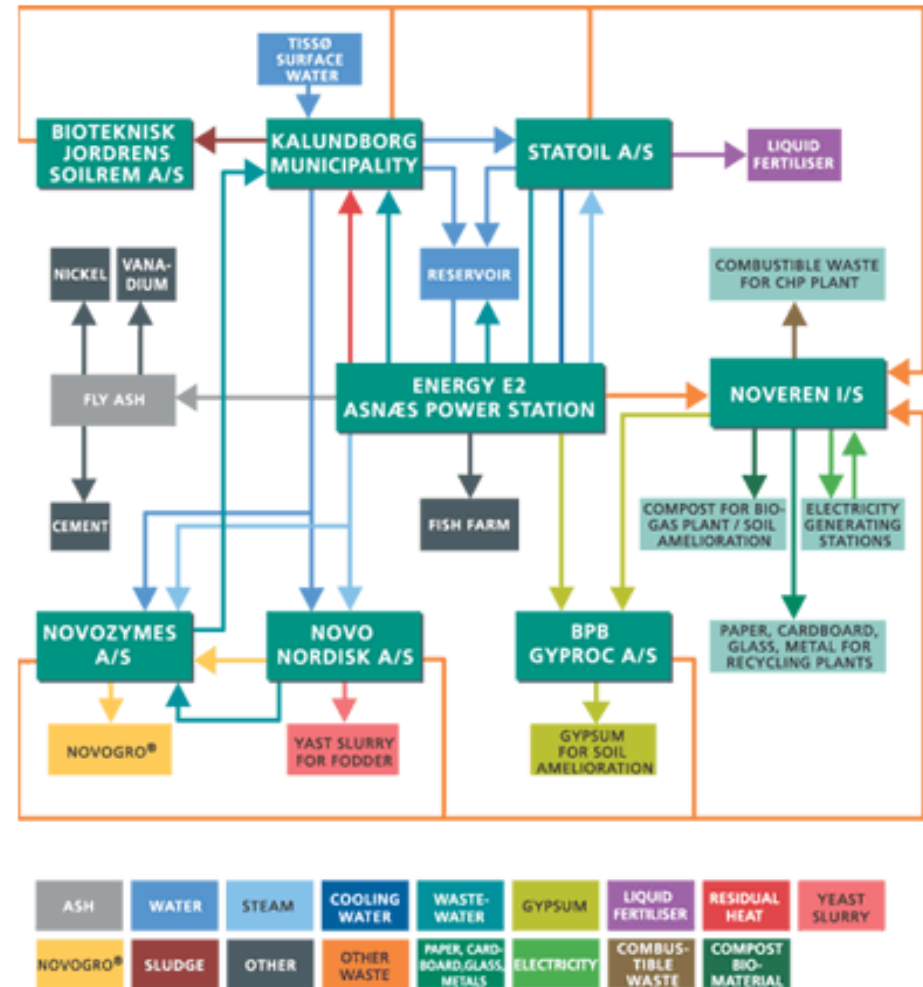 TISSØ
SURFACE
WATER
BIOTEKNISK
JORDRENS
SOILREM A/S
KALUNDBORG
MUNICIPALITY
STATOIL A/S
LIQUID
FERTILISER
NICKEL
VANA-
DIUM
RESERVOIR
COMBUSTIBLE WASTE
FOR CHP PLANT
FLY ASH
ENERGY E2
ASNÆS POWER STATION
NOVEREN I/S
CEMENT
FISH FARM
COMPOST FOR BIO-
GAS PLANT / SOIL
AMELIORATION
ELECTRICITY
GENERATING
STATIONS
NOVOZYMES
A/S
NOVO
NORDISK A/S
BPB
GYPROC A/S
PAPER, CARDBOARD,
GLASS, METAL FOR
RECYCLING PLANTS
NOVOGRO®
YAST SLURRY
FOR FODDER
GYPSUM
FOR SOIL
AMELIORATION
ASH
WATER
STEAM
COOLING
WATER
WASTE-
WATER
GYPSUM
LIQUID
FERTILISER
RESIDUAL
HEAT
YEAST
SLURRY
NOVOGRO®
SLUDGE
OTHER
OTHER
WASTE
PAPER, CARD-
BOARD,GLASS,
METALS
ELECTRICITY
COMBUS-
TIBLE
WASTE
COMPOST
BIO-
MATERIAL